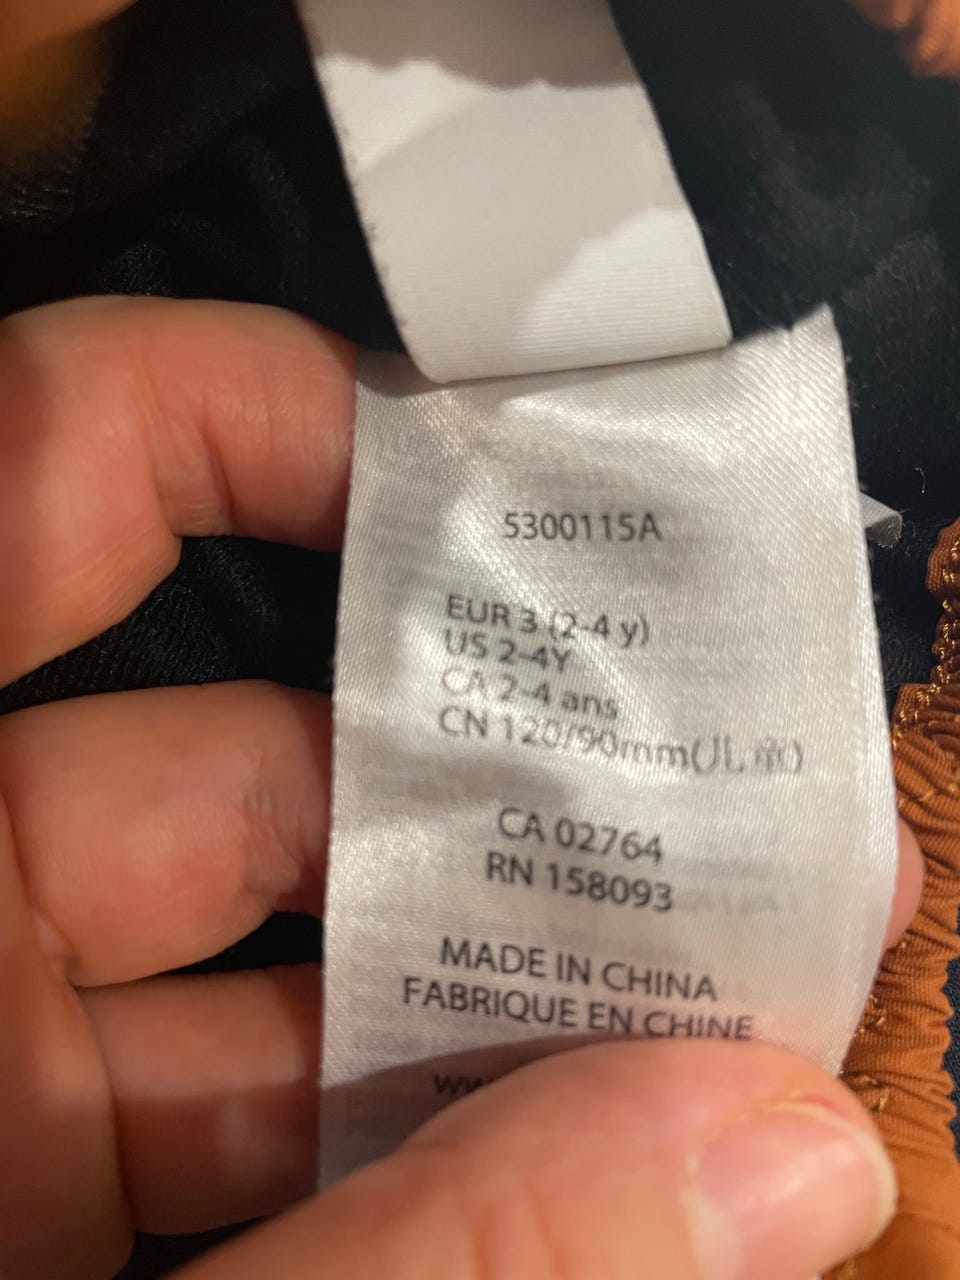 5300115A
EUR 3 (2-4 y)
US 2-4Y
CA 2-4 ans
CN 120/90mm(儿童)
CA 02764
RN 158093
MADE IN CHINA
FABRIQUE EN CHINE